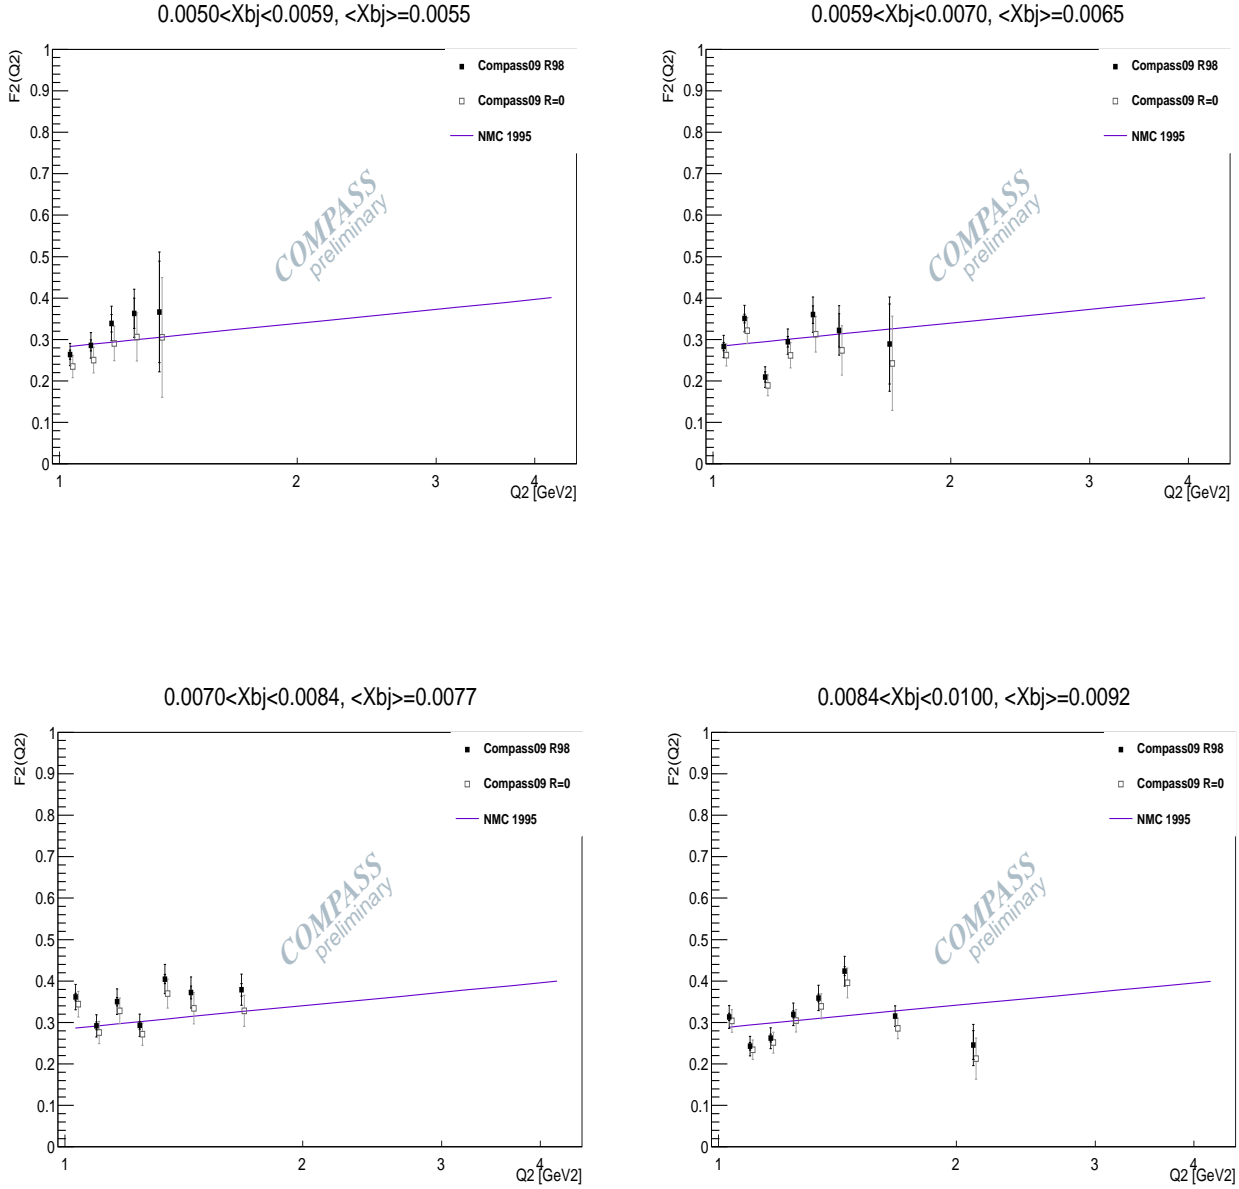 0.0050<Xbj<0.0059, <Xbj>=0.0055
F2(Q2)
1
0.9
0.8
0.7
0.6
0.5
0.4
0.3
0.2
0.1
0
Compass09 R98
Compass09 R=0
NMC 1995
COMPASS
preliminary
1 2 3 4
Q2 [GeV2]
0.0059<Xbj<0.0070, <Xbj>=0.0065
F2(Q2)
1
0.9
0.8
0.7
0.6
0.5
0.4
0.3
0.2
0.1
0
Compass09 R98
Compass09 R=0
NMC 1995
COMPASS
preliminary
1 2 3 4
Q2 [GeV2]
0.0070<Xbj<0.0084, <Xbj>=0.0077
F2(Q2)
1
0.9
0.8
0.7
0.6
0.5
0.4
0.3
0.2
0.1
0
Compass09 R98
Compass09 R=0
NMC 1995
COMPASS
preliminary
1 2 3 4
Q2 [GeV2]
0.0084<Xbj<0.0100, <Xbj>=0.0092
F2(Q2)
1
0.9
0.8
0.7
0.6
0.5
0.4
0.3
0.2
0.1
0
Compass09 R98
Compass09 R=0
NMC 1995
COMPASS
preliminary
1 2 3 4
Q2 [GeV2]